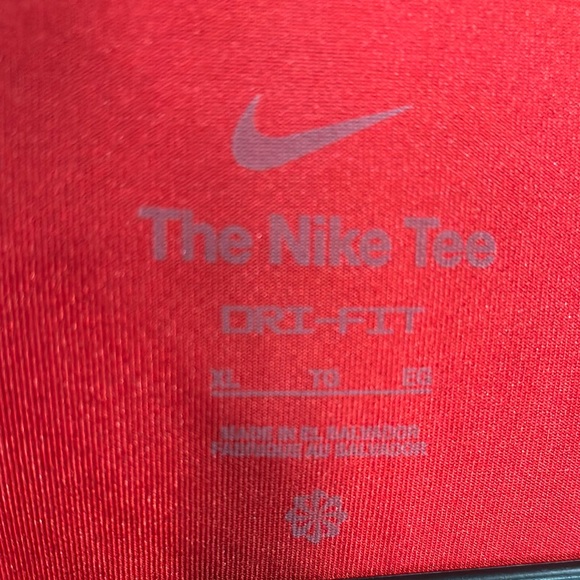 The Nike Tee
DRI-FIT
XL TG EG
MADE IN EL SALVADOR
FABRIQUÉ AU SALVADOR